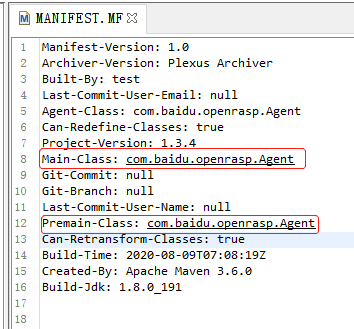 MANIFEST.MF
1 Manifest-Version: 1.0
2 Archiver-Version: Plexus Archiver
3 Built-By: test
4 Last-Commit-User-Email: null
5 Agent-Class: com.baidu.openrasp.Agent
6 Can-Redefine-Classes: true
7 Project-Version: 1.3.4
8 Main-Class: com.baidu.openrasp.Agent
9 Git-Commit: null
10 Git-Branch: null
11 Last-Commit-User-Name: null
12 Premain-Class: com.baidu.openrasp.Agent
13 Can-Retransform-Classes: true
14 Build-Time: 2020-08-09T07:08:19Z
15 Created-By: Apache Maven 3.6.0
16 Build-Jdk: 1.8.0_191
17
18